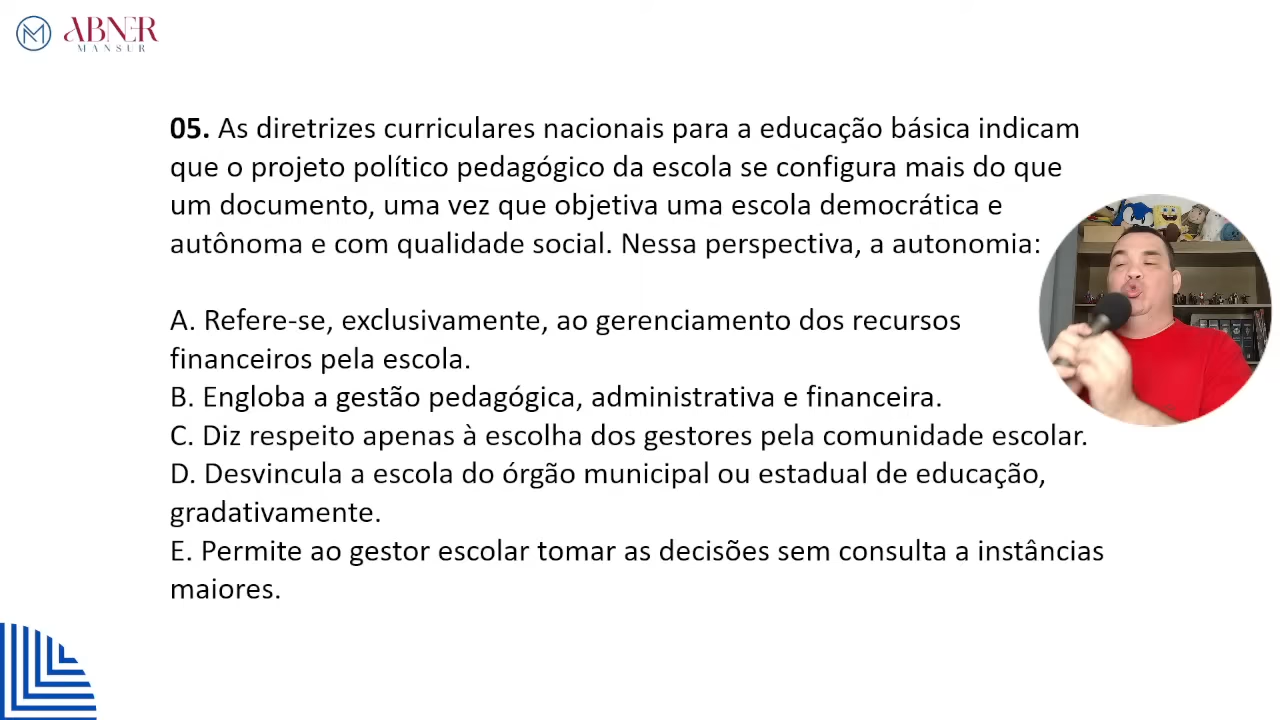 ABNER
MANSUR
05. As diretrizes curriculares nacionais para a educação básica indicam
que o projeto político pedagógico da escola se configura mais do que
um documento, uma vez que objetiva uma escola democrática e
autônoma e com qualidade social. Nessa perspectiva, a autonomia:
A. Refere-se, exclusivamente, ao gerenciamento dos recursos
financeiros pela escola.
B. Engloba a gestão pedagógica, administrativa e financeira.
C. Diz respeito apenas à escolha dos gestores pela comunidade escolar.
D. Desvincula a escola do órgão municipal ou estadual de educação,
gradativamente.
E. Permite ao gestor escolar tomar as decisões sem consulta a instâncias
maiores.